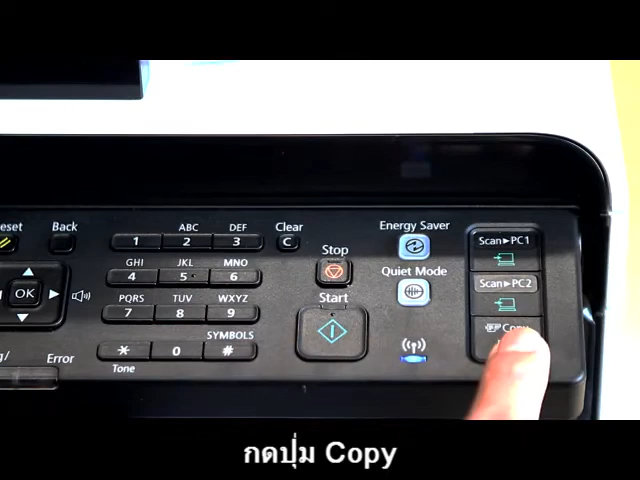 Reset
Back
ABC
DEF
Clear
1
2
3
C
GHI
JKL
MNO
4
5
6
PQRS
TUV
WXYZ
7
8
9
SYMBOLS
*
0
#
Tone
OK
Error
Stop
Start
Energy Saver
Quiet Mode
Scan►PC1
Scan►PC2
Copy
กดปุ่ม Copy